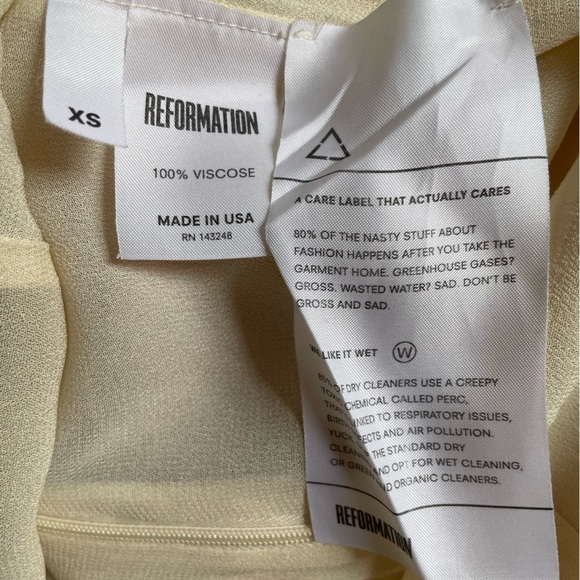 XS
REFORMATION
100% VISCOSE
MADE IN USA
RN 143248
A CARE LABEL THAT ACTUALLY CARES
80% OF THE NASTY STUFF ABOUT
FASHION HAPPENS AFTER YOU TAKE THE
GARMENT HOME. GREENHOUSE GASES?
GROSS. WASTED WATER? SAD. DON'T BE
GROSS AND SAD.
WE LIKE IT WET W
OF DRY CLEANERS USE A CREEPY
CHEMICAL CALLED PERC,
TO RESPIRATORY ISSUES,
AND AIR POLLUTION.
THE STANDARD DRY
AND OPT FOR WET CLEANING,
ORGANIC CLEANERS.
REFORMATION